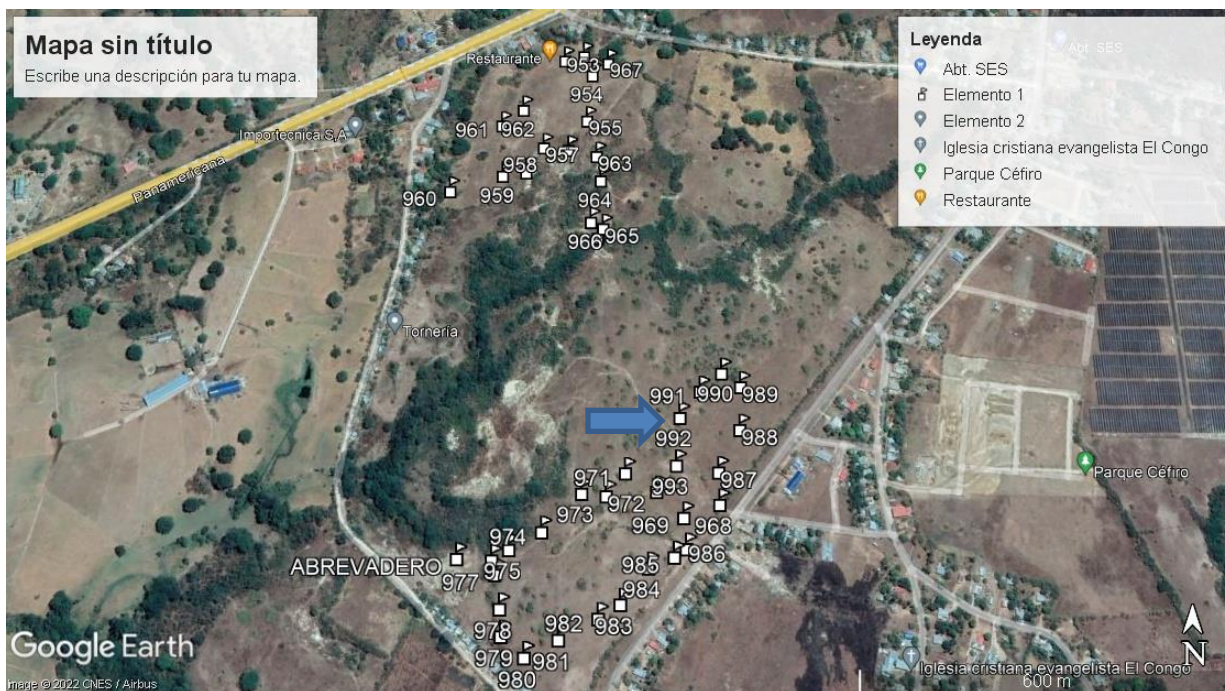 Mapa sin título
Escribe una descripción para tu mapa.
Leyenda
Abt. SES
Elemento 1
Elemento 2
Iglesia cristiana evangelista El Congo
Parque Céfiro
Restaurante
Abt. SES
Restaurante
953
967
954
Importecnica S.A
961
962
955
957
958
963
Panamericana
960
959
964
966
965
Tornería
991
990
989
992
988
971
972
993
987
973
969
968
974
986
ABREVADERO
977
975
985
984
978
982
983
979
981
980
Parque Céfiro
Google Earth
Image © 2022 CNES / Airbus
Iglesia cristiana evangelista El Congo
600 m
N